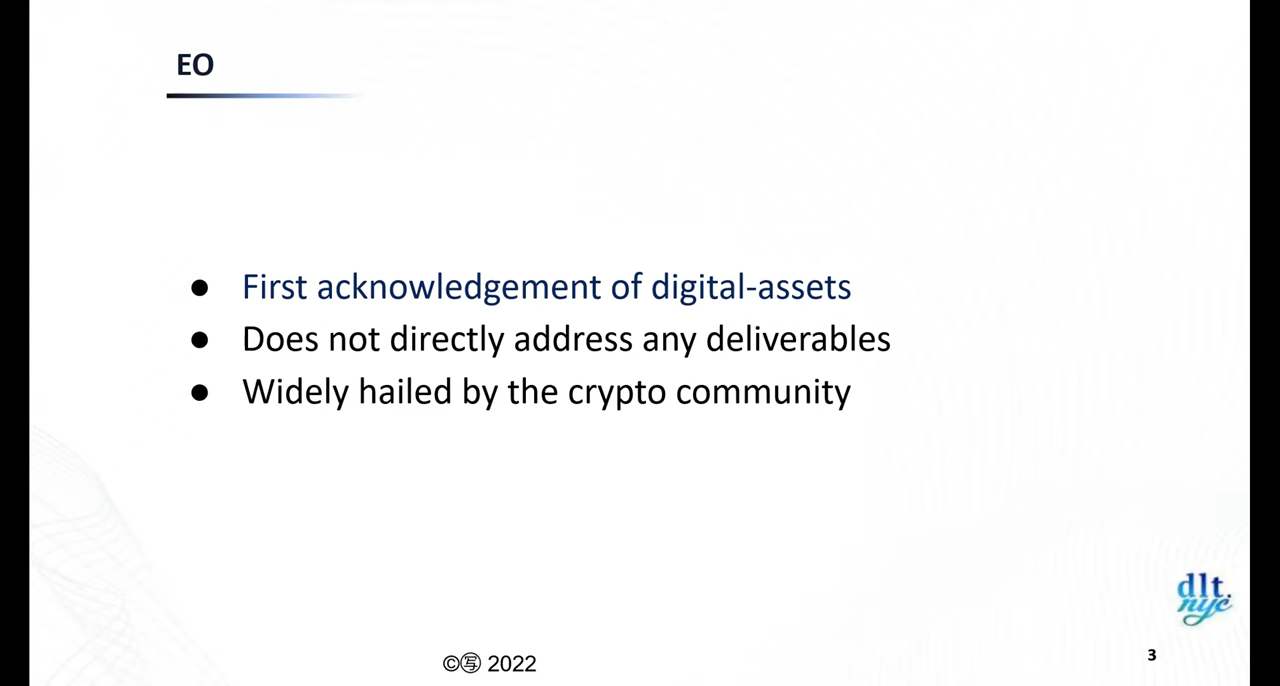 EO
● First acknowledgement of digital-assets
● Does not directly address any deliverables
● Widely hailed by the crypto community
dlt.
nyc
©㊢ 2022
3